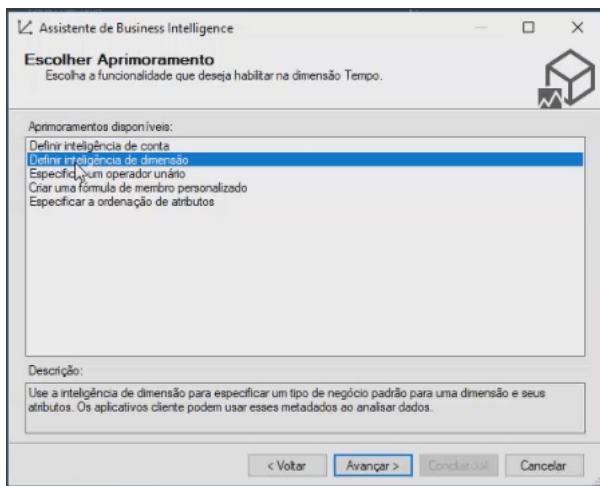 Assistente de Business Intelligence
Escolher Aprimoramento
Escolha a funcionalidade que deseja habilitar na dimensão Tempo.
Aprimoramentos disponíveis:
Definir inteligência de conta
Definir inteligência de dimensão
um operador unário
Criar uma fórmula de membro personalizado
Especificar a ordenação de atributos
Descrição:
Use a inteligência de dimensão para especificar um tipo de negócio padrão para uma dimensão e seus
atributos. Os aplicativos cliente podem usar esses metadados ao analisar dados.
< Voltar
Avançar >
Cancelar